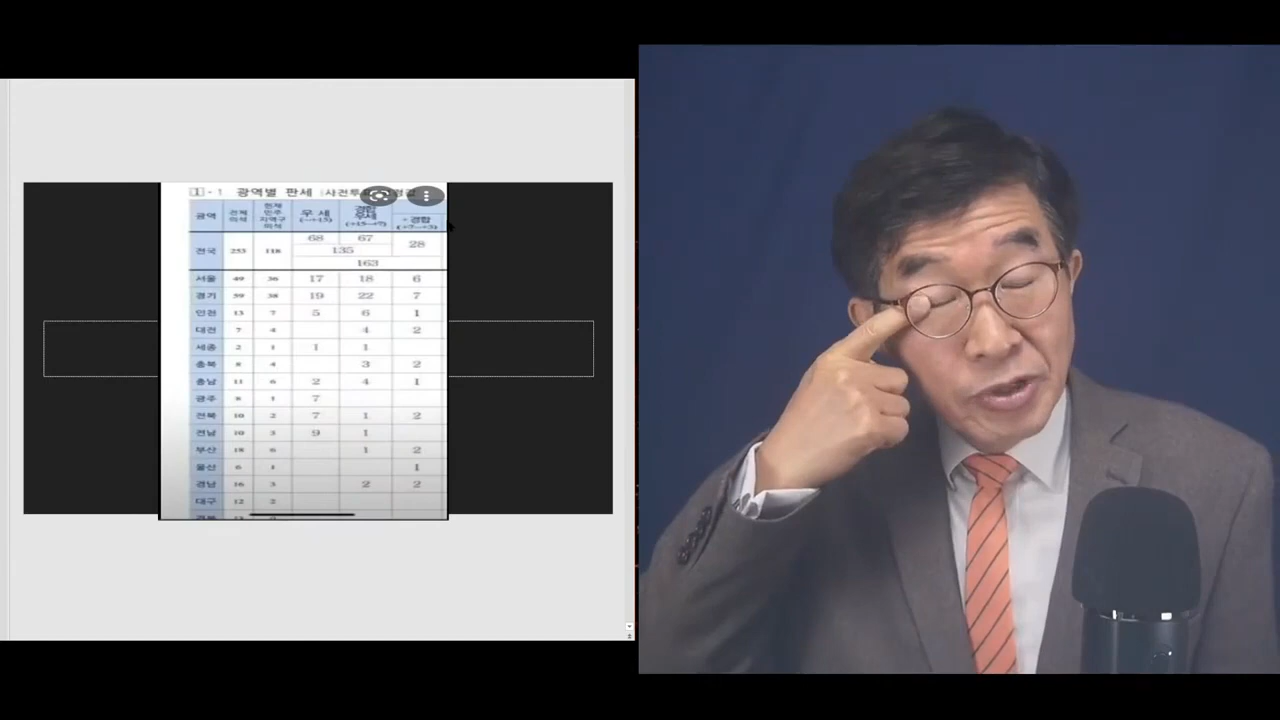 1-1 광역별 판세
광역 전체 의석 현재 민주 지역구 의석 우세 경합 우세 경합
전국 253 118 68 67 28
135
163
서울 49 36 17 18 6
경기 59 38 19 22 7
인천 13 7 5 6 1
대전 7 4 4 2
세종 2 1 1 1
충북 8 4 3 2
충남 11 6 2 4 1
광주 8 1 7
전북 10 2 7 1 2
전남 10 3 9 1
부산 18 6 1 2
울산 6 1 1
경남 16 3 2 2
대구 12 2